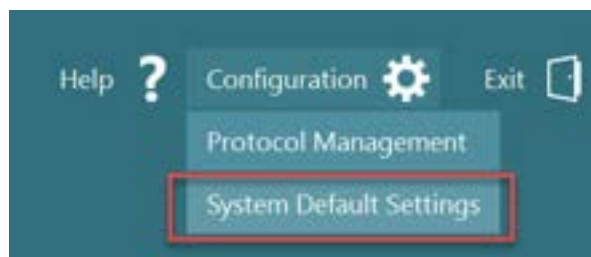 Help ? Configuration Exit
Protocol Management
System Default Settings